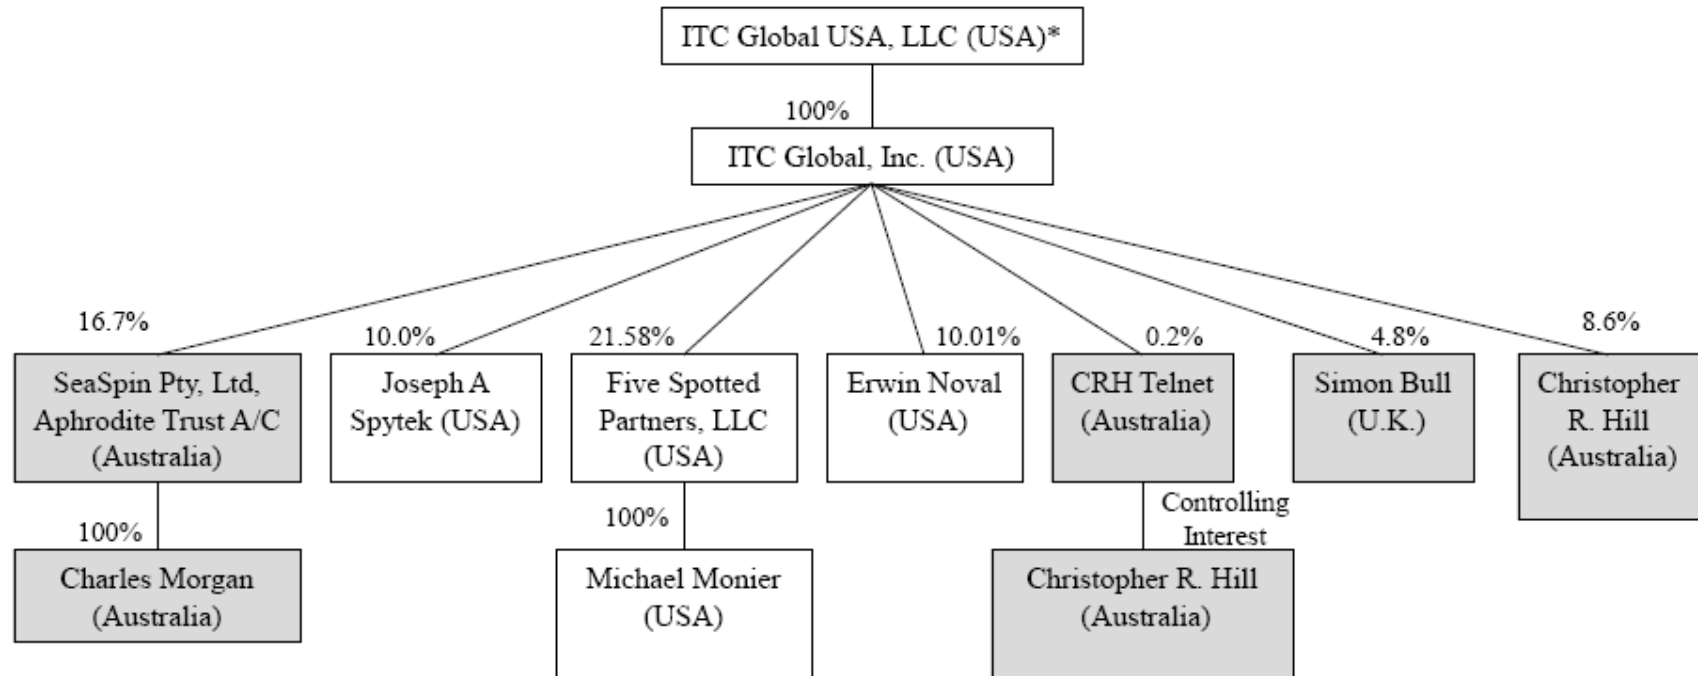 ITC Global USA, LLC (USA)*
100%
ITC Global, Inc. (USA)
16.7%
10.0%
21.58%
10.01%
0.2%
4.8%
8.6%
SeaSpin Pty, Ltd,
Aphrodite Trust A/C
(Australia)
Joseph A
Spytek (USA)
Five Spotted
Partners, LLC
(USA)
Erwin Noval
(USA)
CRH Telnet
(Australia)
Simon Bull
(U.K.)
Christopher
R. Hill
(Australia)
100%
100%
Controlling
Interest
Charles Morgan
(Australia)
Michael Monier
(USA)
Christopher R. Hill
(Australia)